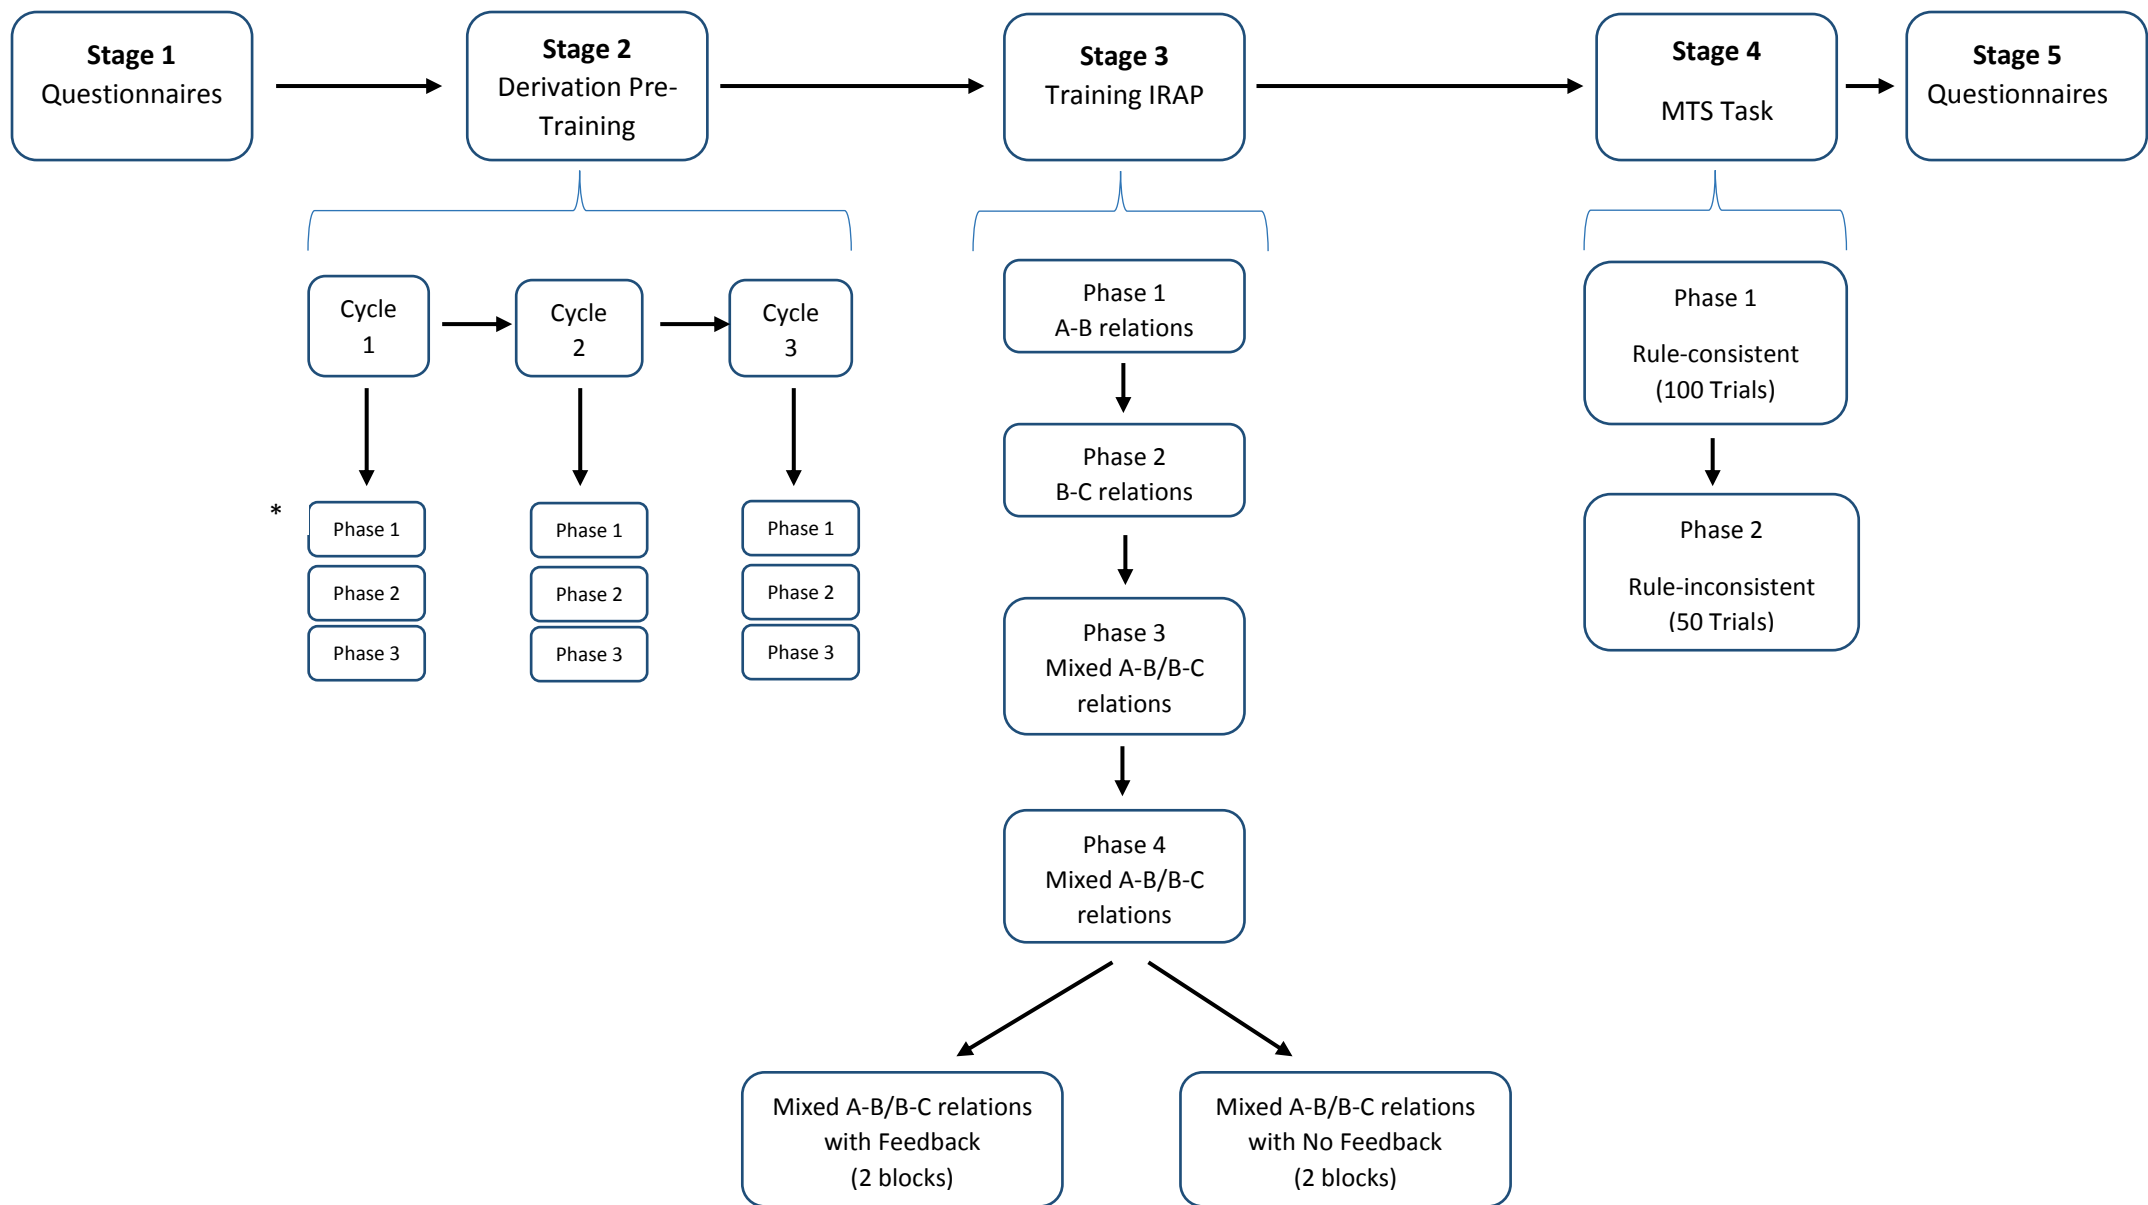 Stage 1
Questionnaires
Stage 2
Derivation Pre-
Training
Stage 3
Training IRAP
Stage 4
MTS Task
Stage 5
Questionnaires
Cycle
1
Cycle
2
Cycle
3
*
Phase 1
Phase 2
Phase 3
Phase 1
Phase 2
Phase 3
Phase 1
Phase 2
Phase 3
Phase 1
A-B relations
Phase 2
B-C relations
Phase 3
Mixed A-B/B-C
relations
Phase 4
Mixed A-B/B-C
relations
Mixed A-B/B-C relations
with Feedback
(2 blocks)
Mixed A-B/B-C relations
with No Feedback
(2 blocks)
Phase 1
Rule-consistent
(100 Trials)
Phase 2
Rule-inconsistent
(50 Trials)